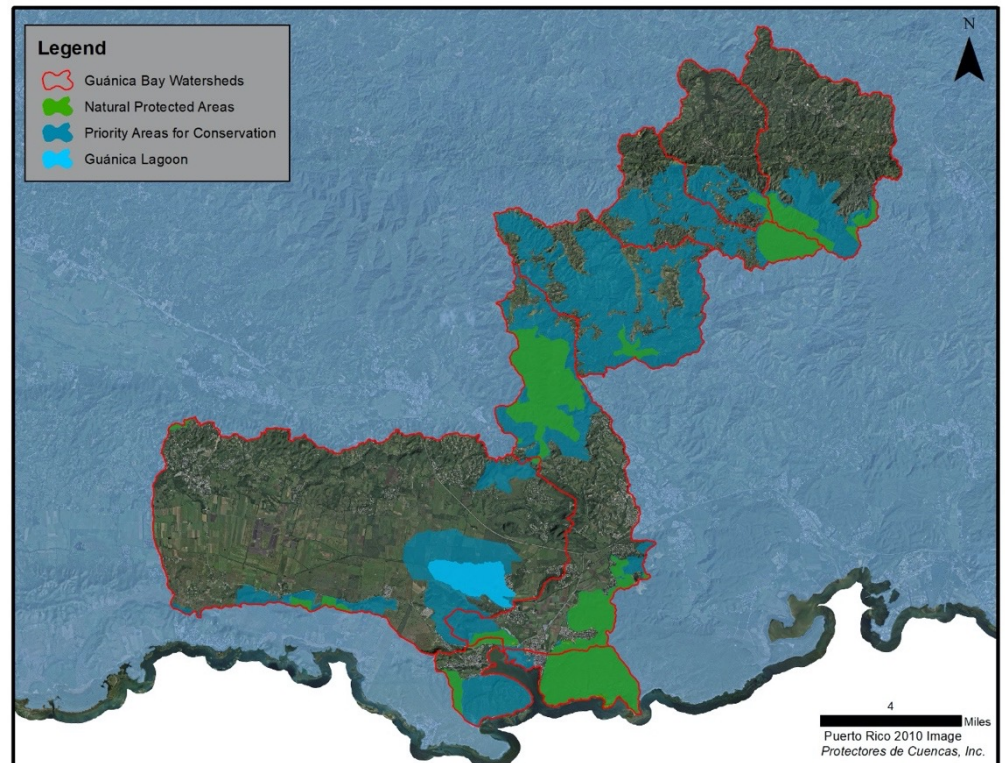 Legend
Guánica Bay Watersheds
Natural Protected Areas
Priority Areas for Conservation
Guánica Lagoon
N
4
Miles
Puerto Rico 2010 Image
Protectores de Cuencas, Inc.